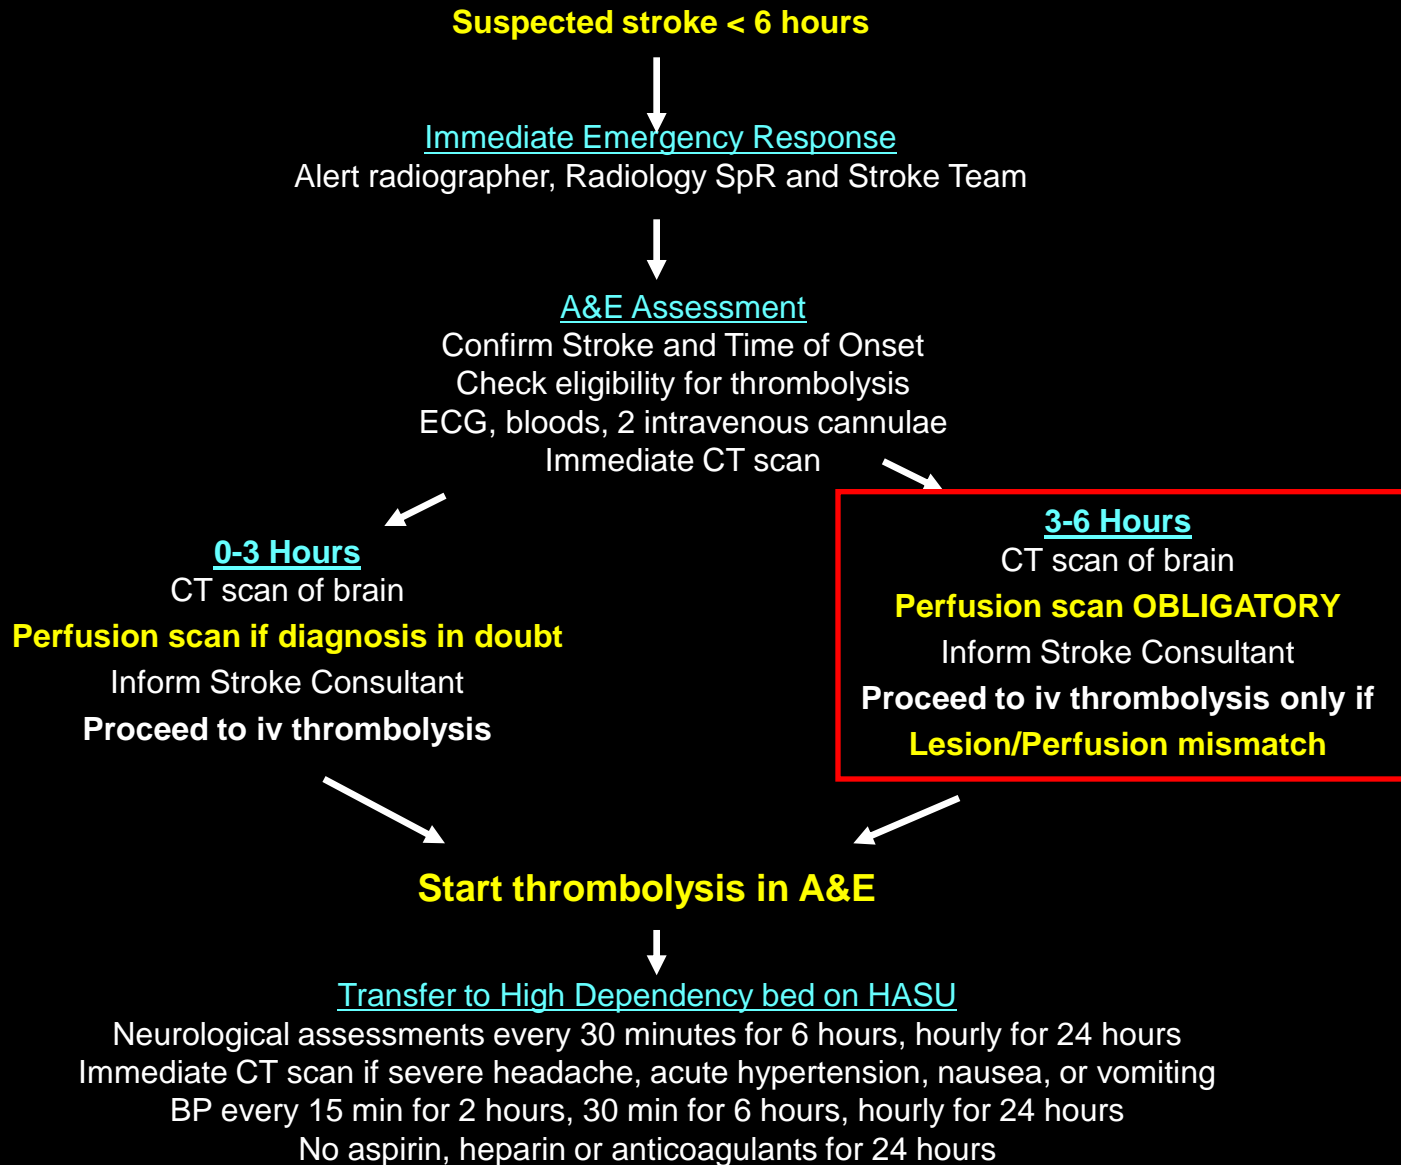 Suspected stroke < 6 hours
Immediate Emergency Response
Alert radiographer, Radiology SpR and Stroke Team
A&E Assessment
Confirm Stroke and Time of Onset
Check eligibility for thrombolysis
ECG, bloods, 2 intravenous cannulae
Immediate CT scan
0-3 Hours
CT scan of brain
Perfusion scan if diagnosis in doubt
Inform Stroke Consultant
Proceed to iv thrombolysis
3-6 Hours
CT scan of brain
Perfusion scan OBLIGATORY
Inform Stroke Consultant
Proceed to iv thrombolysis only if
Lesion/Perfusion mismatch
Start thrombolysis in A&E
Transfer to High Dependency bed on HASU
Neurological assessments every 30 minutes for 6 hours, hourly for 24 hours
Immediate CT scan if severe headache, acute hypertension, nausea, or vomiting
BP every 15 min for 2 hours, 30 min for 6 hours, hourly for 24 hours
No aspirin, heparin or anticoagulants for 24 hours